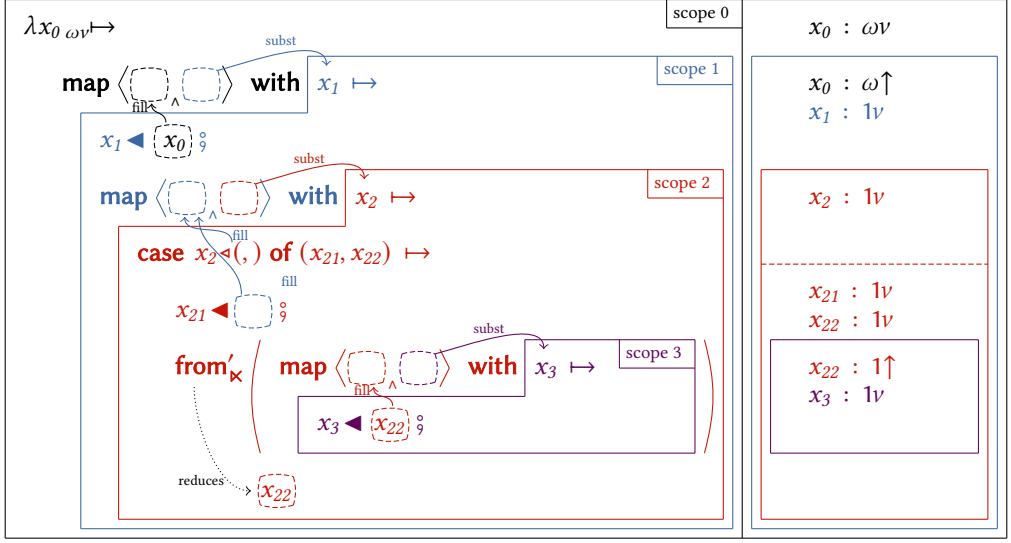 λx₀ ων ↦
scope 0
x₀ : ων
subst
map ⟨ ∧ ⟩ with
x₁ ↦
scope 1
x₀ : ω↑
fill
x₁ : 1ν
x₁ ◀ x₀ ⨟
subst
map ⟨ ∧ ⟩ with
x₂ ↦
scope 2
x₂ : 1ν
fill
case x₂ ⊲ (,) of (x₂₁, x₂₂) ↦
fill
x₂₁ : 1ν
x₂₁ ◀ ⨟
x₂₂ : 1ν
subst
from′⋉ ( map ⟨ ∧ ⟩ with
x₃ ↦
scope 3
)
x₂₂ : 1↑
fill
x₃ : 1ν
x₃ ◀ x₂₂ ⨟
reduces
x₂₂